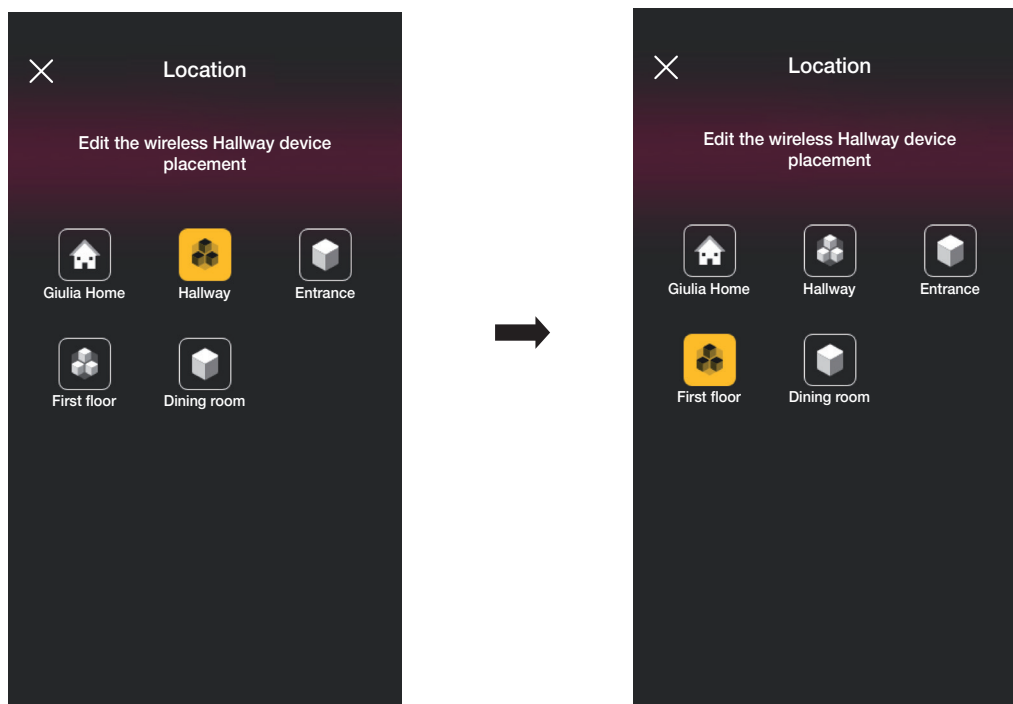 Location
Edit the wireless Hallway device
placement
Giulia Home
Hallway
Entrance
First floor
Dining room
Location
Edit the wireless Hallway device
placement
Giulia Home
Hallway
Entrance
First floor
Dining room